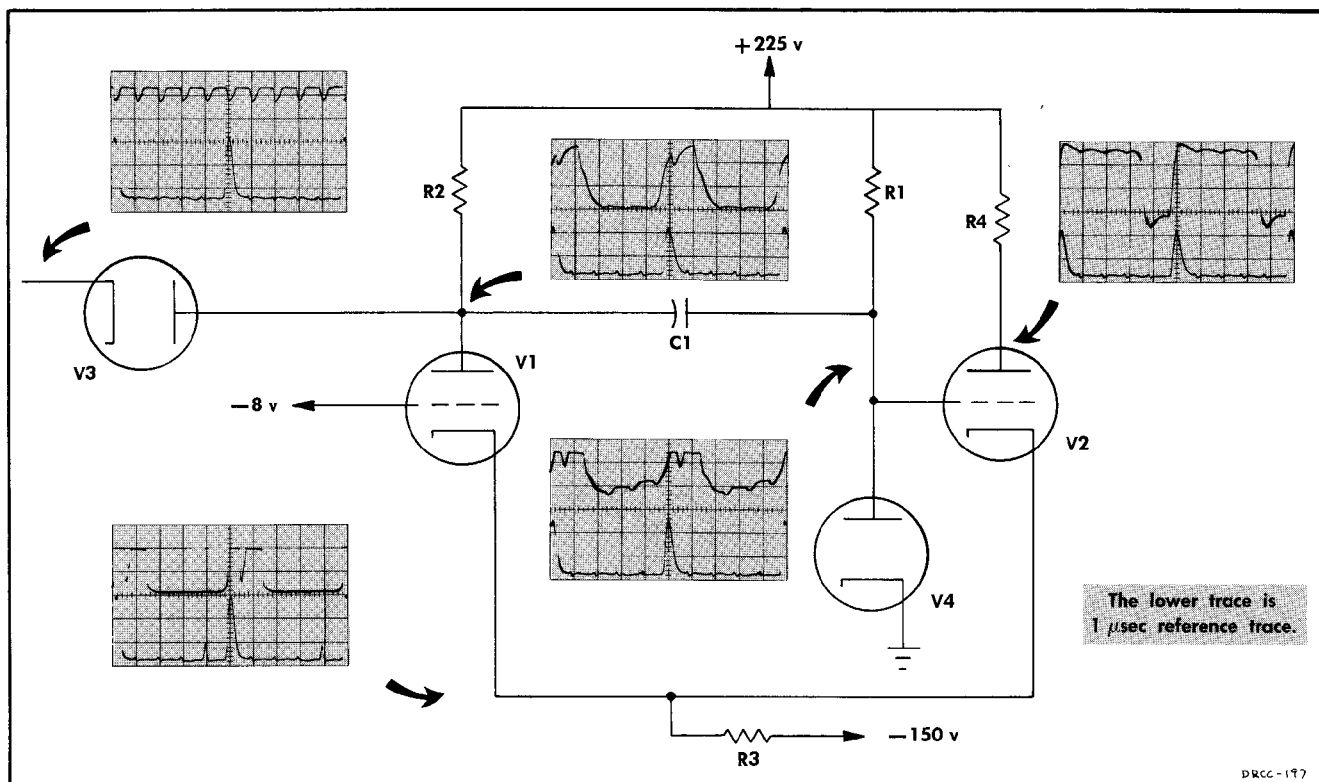 +225 v
R2
R1
R4
C1
V3
V1
−8 v
V2
V4
The lower trace is
1 μsec reference trace.
−150 v
R3
DRCC-197